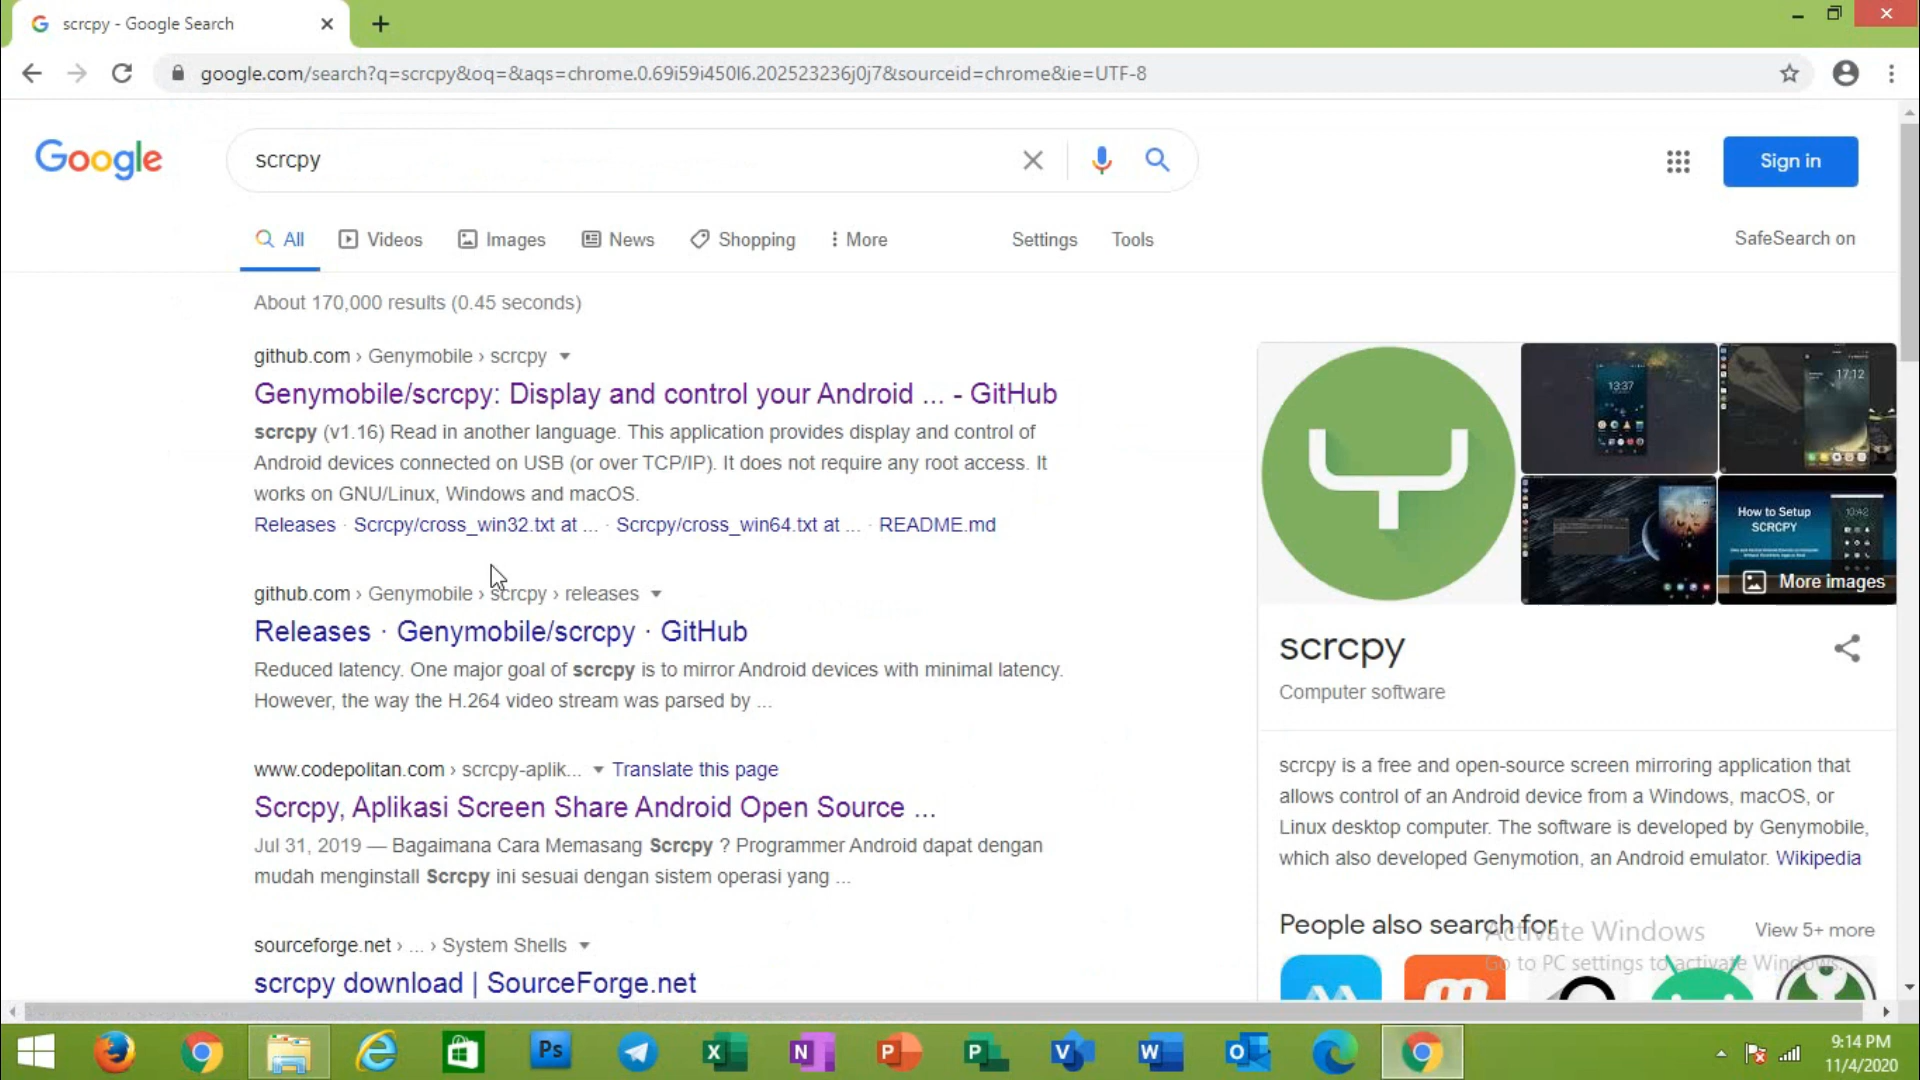 scrcpy - Google Search
google.com/search?q=scrcpy&oq=&aqs=chrome.0.69i59i450l6.202523236j0j7&sourceid=chrome&ie=UTF-8
Google
scrcpy
Sign in
All
Videos
Images
News
Shopping
More
Settings
Tools
SafeSearch on
About 170,000 results (0.45 seconds)
github.com › Genymobile › scrcpy
Genymobile/scrcpy: Display and control your Android ... - GitHub
scrcpy (v1.16) Read in another language. This application provides display and control of
Android devices connected on USB (or over TCP/IP). It does not require any root access. It
works on GNU/Linux, Windows and macOS.
Releases · Scrcpy/cross_win32.txt at ... · Scrcpy/cross_win64.txt at ... · README.md
github.com › Genymobile › scrcpy › releases
Releases · Genymobile/scrcpy · GitHub
Reduced latency. One major goal of scrcpy is to mirror Android devices with minimal latency.
However, the way the H.264 video stream was parsed by ...
www.codepolitan.com › scrcpy-aplik...
Translate this page
Scrcpy, Aplikasi Screen Share Android Open Source ...
Jul 31, 2019 — Bagaimana Cara Memasang Scrcpy ? Programmer Android dapat dengan
mudah menginstall Scrcpy ini sesuai dengan sistem operasi yang ...
sourceforge.net › ... › System Shells
scrcpy download | SourceForge.net
13:37
17:12
How to Setup
SCRCPY
10:42
More images
scrcpy
Computer software
scrcpy is a free and open-source screen mirroring application that
allows control of an Android device from a Windows, macOS, or
Linux desktop computer. The software is developed by Genymobile,
which also developed Genymotion, an Android emulator. Wikipedia
People also search for
View 5+ more
Activate Windows
Go to PC settings to activate Windows.
Ps
X
N
P
P
V
W
O
9:14 PM
11/4/2020